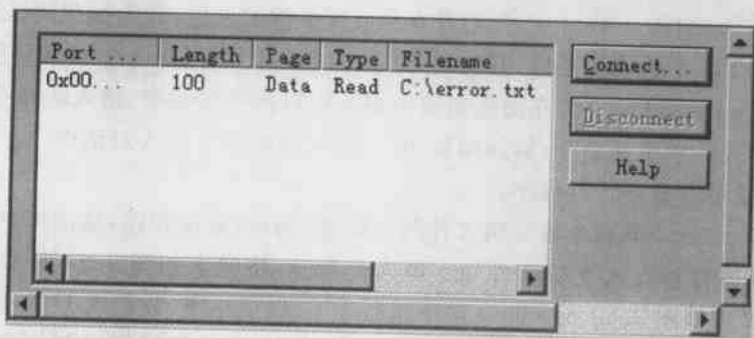 Port ... Length Page Type Filename
0x00... 100 Data Read C:\error.txt
Connect...
Disconnect
Help